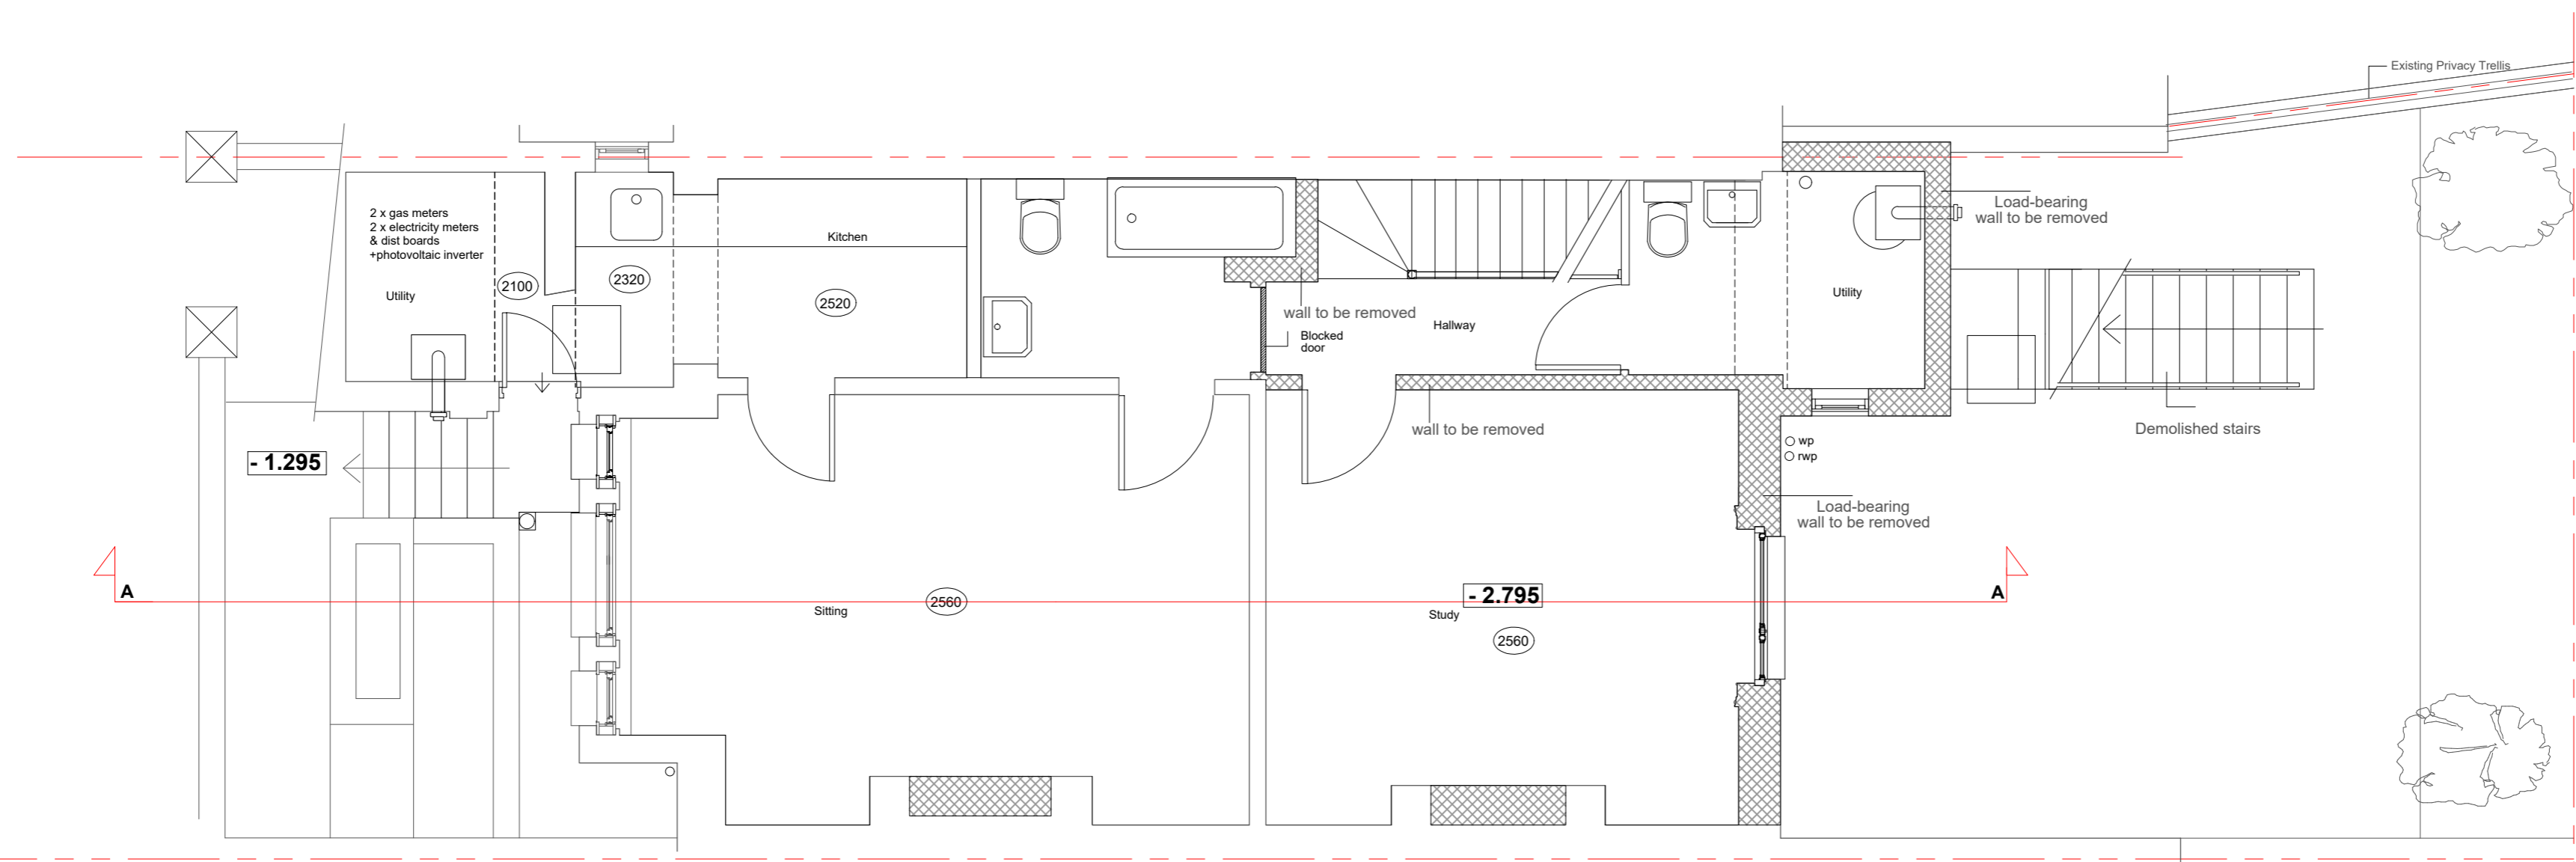 Existing Privacy Trellis
2 x gas meters
2 x electricity meters
& dist boards
+photovoltaic inverter
Utility
2100
2320
Kitchen
2520
wall to be removed
Blocked
door
Hallway
Utility
Load-bearing
wall to be removed
wall to be removed
Demolished stairs
wp
rwp
- 1.295
Load-bearing
wall to be removed
A
Sitting
2560
- 2.795
Study
2560
A